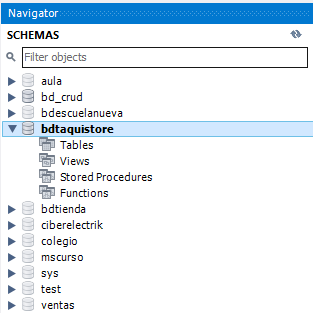 Navigator
SCHEMAS
Filter objects
aula
bd_crud
bdescuelanueva
bdtaquistore
Tables
Views
Stored Procedures
Functions
bdtienda
ciberelectrik
colegio
mscurso
sys
test
ventas